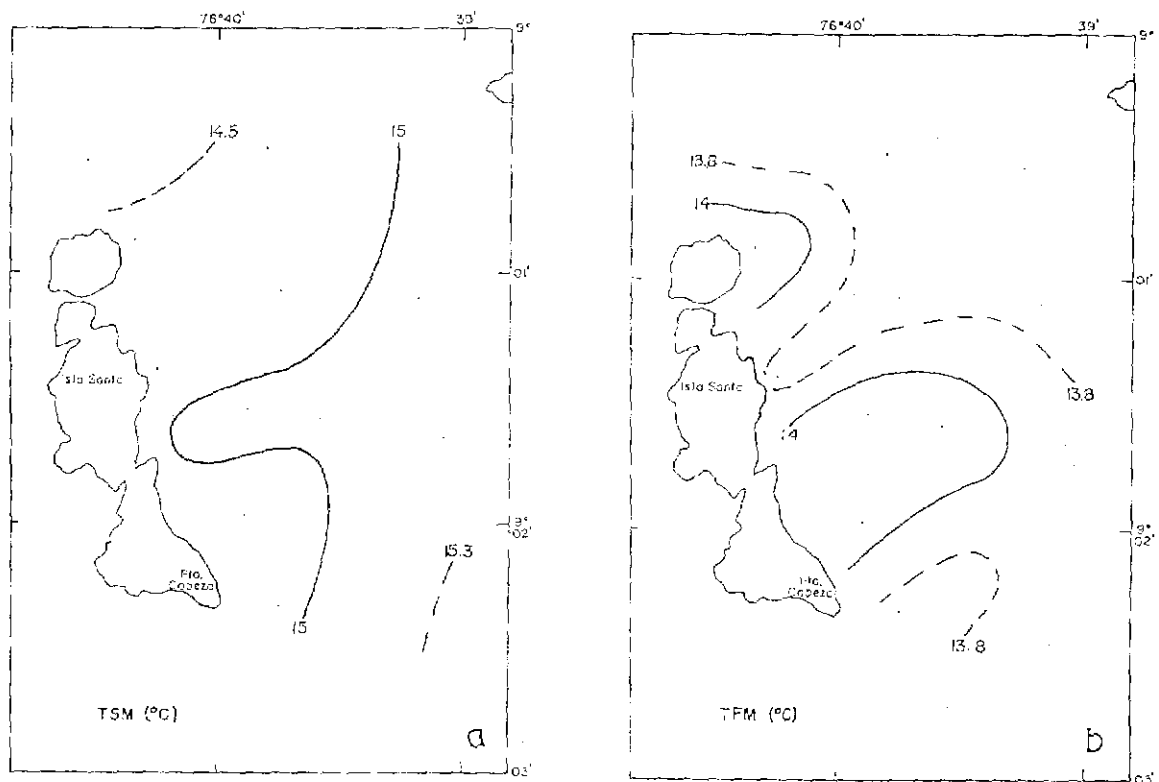 76°40'
39'
9°
14.5
15
01'
Isla Santa
9°
02'
15.3
Pta.
Cabeza
15
TSM (°C)
a
03'
76°40'
39'
9°
13.8
14
01'
Isla Santa
13.8
14
9°
02'
Pta.
Cabeza
13.8
TFM (°C)
b
03'